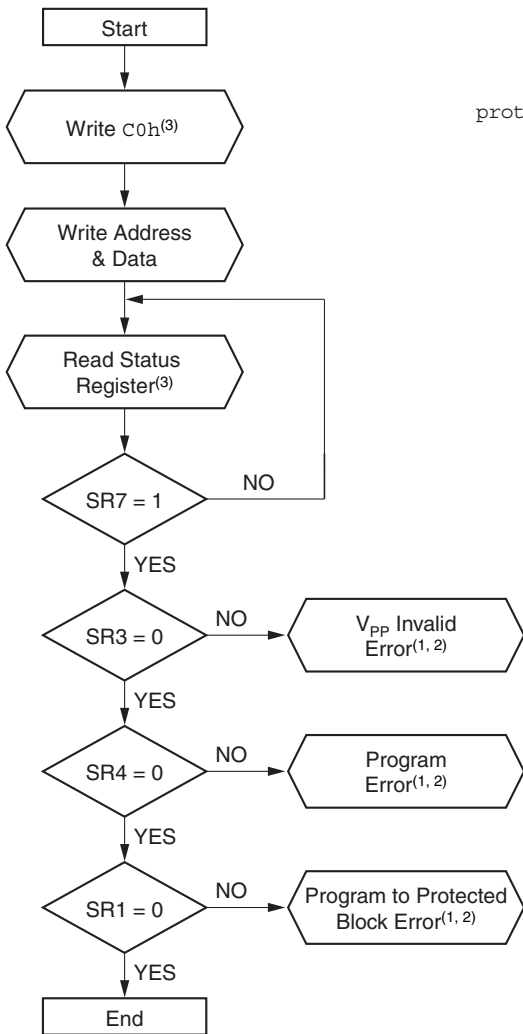 Start
Write C0h(3)
prot
Write Address
& Data
Read Status
Register(3)
SR7 = 1
NO
YES
SR3 = 0
NO
VPP Invalid
Error(1, 2)
YES
SR4 = 0
NO
Program
Error(1, 2)
YES
SR1 = 0
NO
Program to Protected
Block Error(1, 2)
YES
End